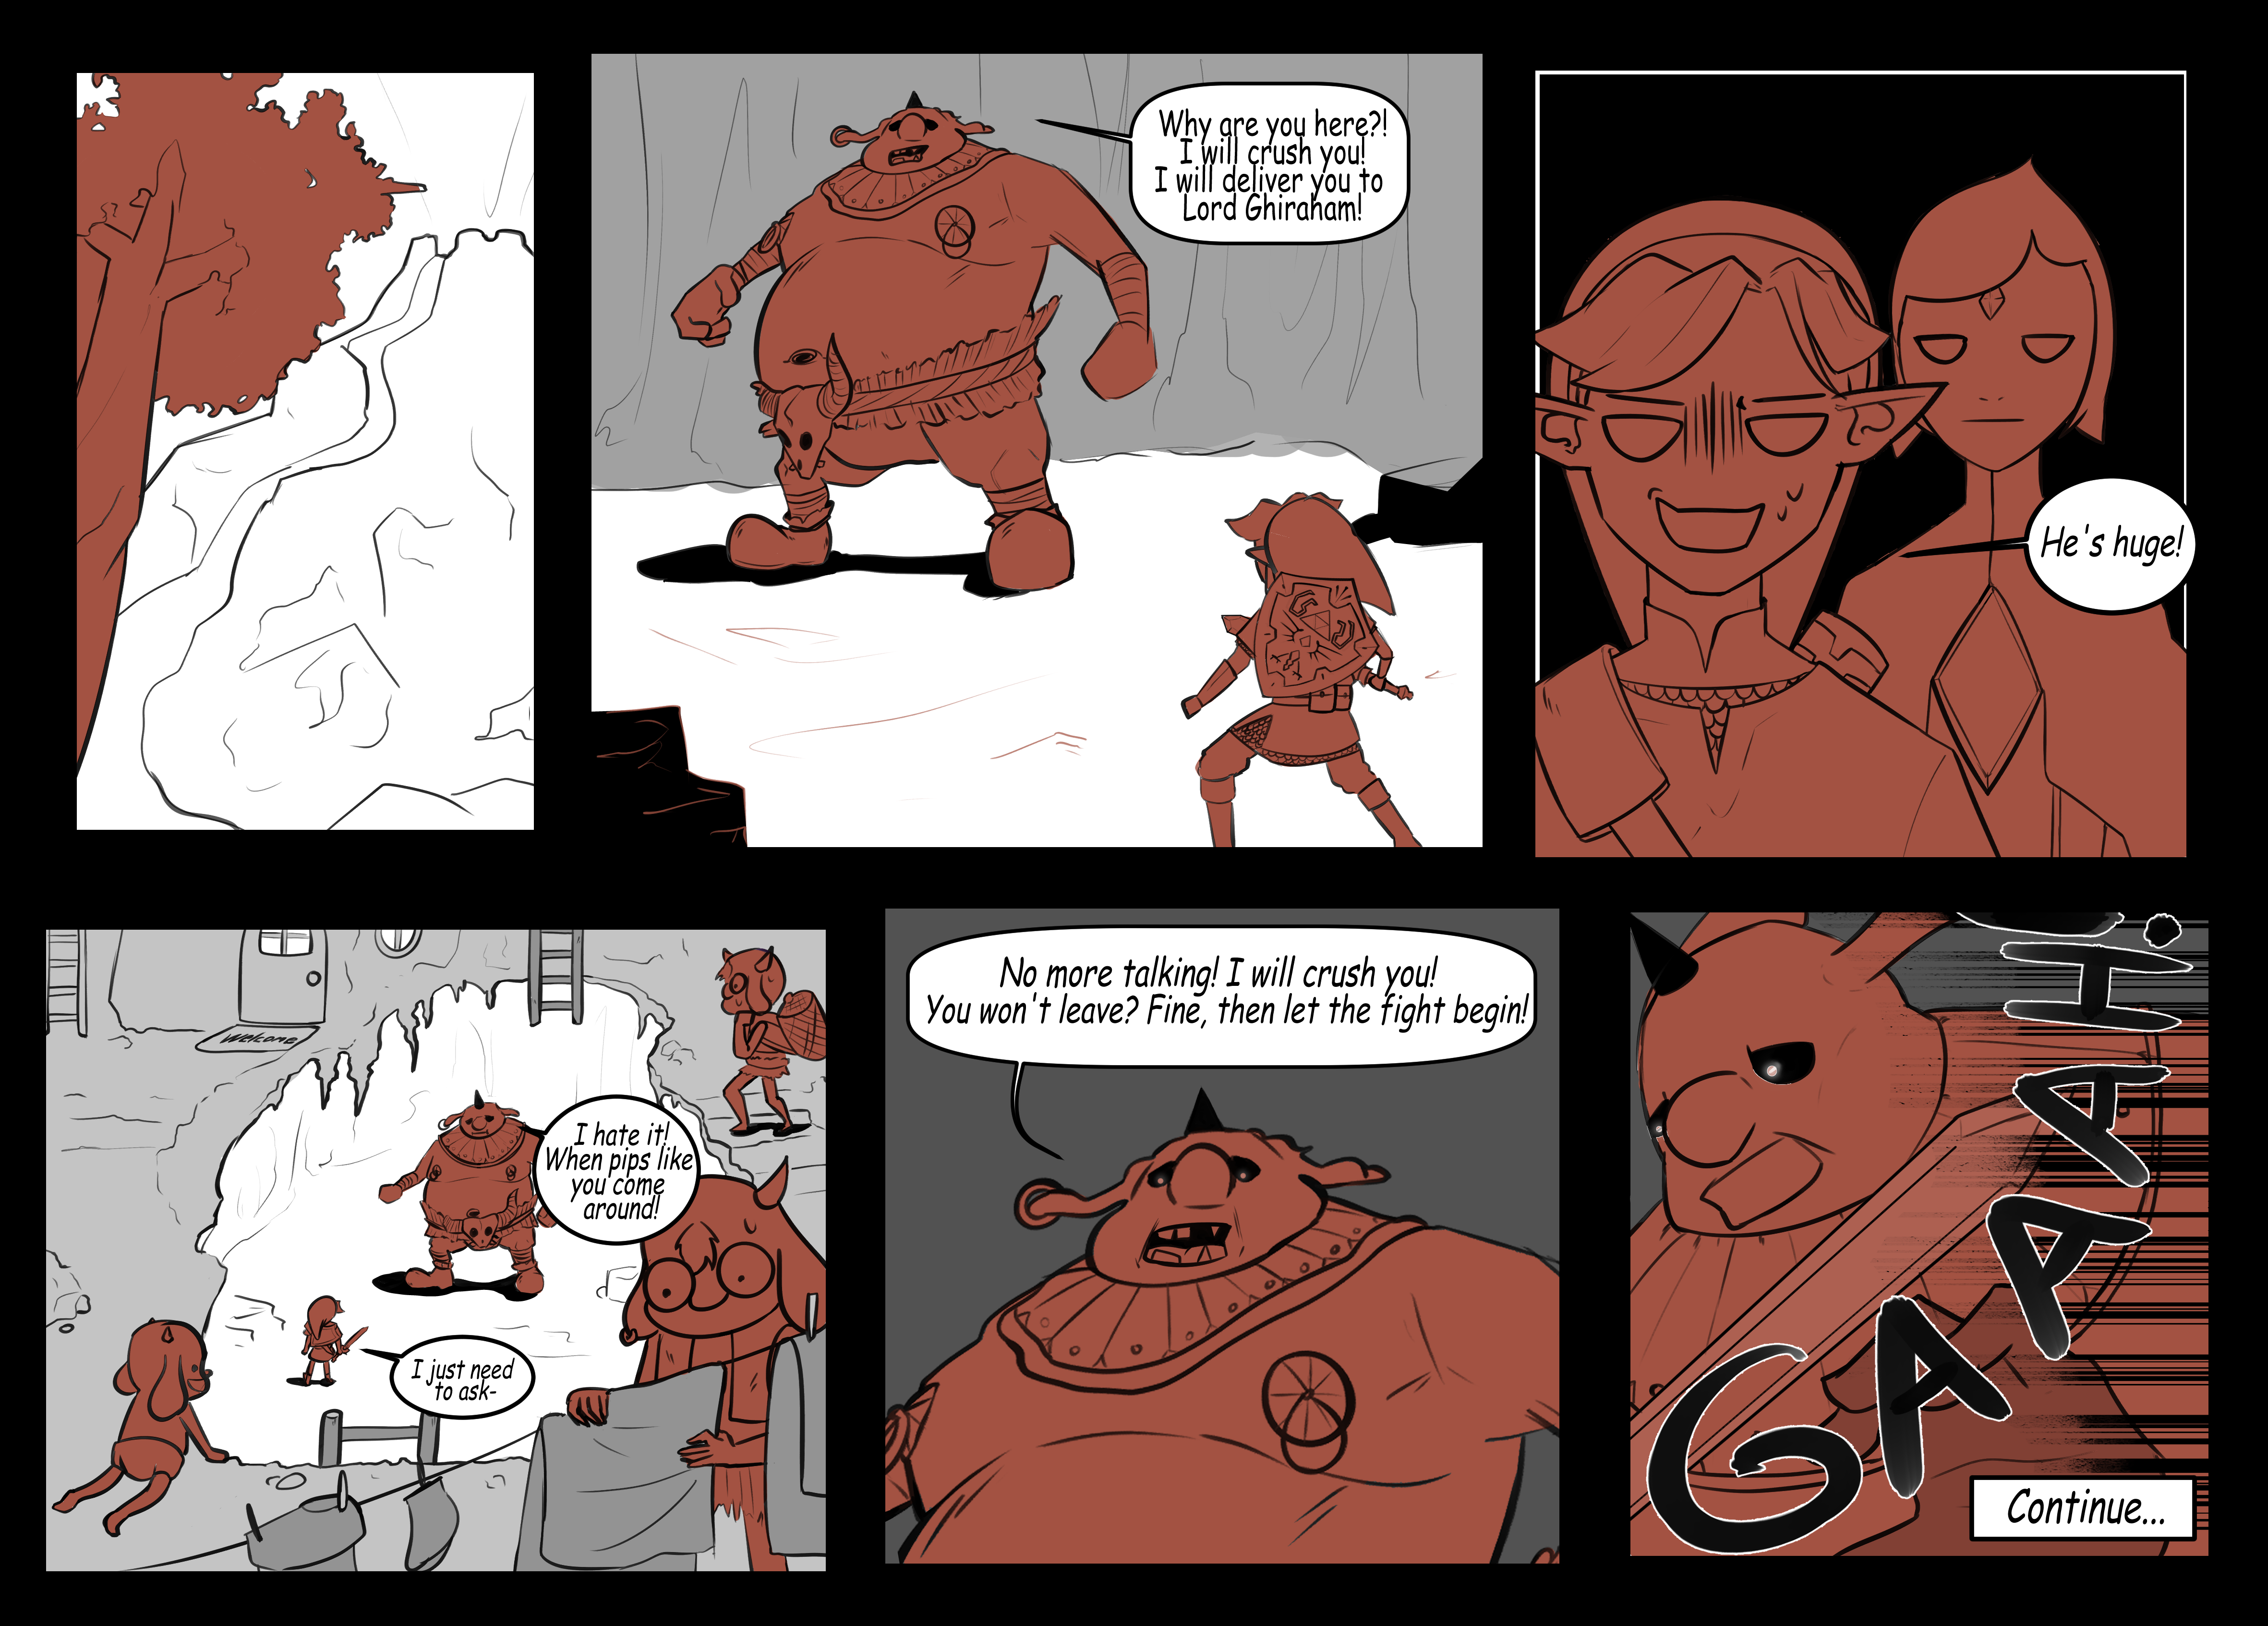 Why are you here?!
I will crush you!
I will deliver you to
Lord Ghiraham!
He's huge!
Welcome
I hate it!
When pips like
you come
around!
I just need
to ask-
No more talking! I will crush you!
You won't leave? Fine, then let the fight begin!
GAAAH!
Continue...